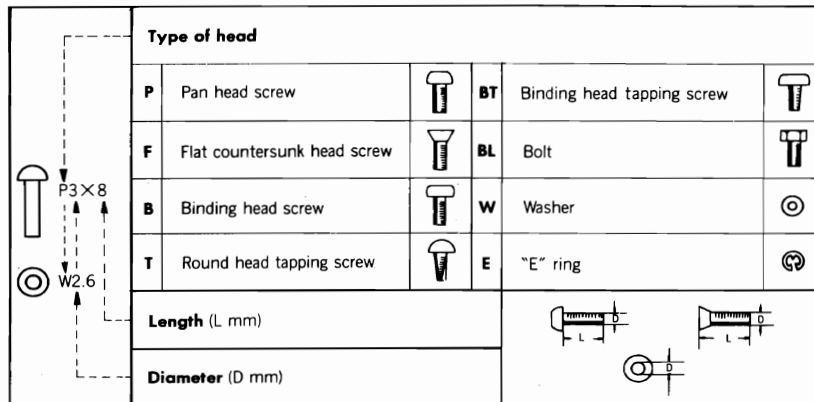 Type of head
P Pan head screw BT Binding head tapping screw
F Flat countersunk head screw BL Bolt
P3×8
B Binding head screw W Washer
T Round head tapping screw E "E" ring
W2.6
Length (L mm)
D D
L L
Diameter (D mm)
D